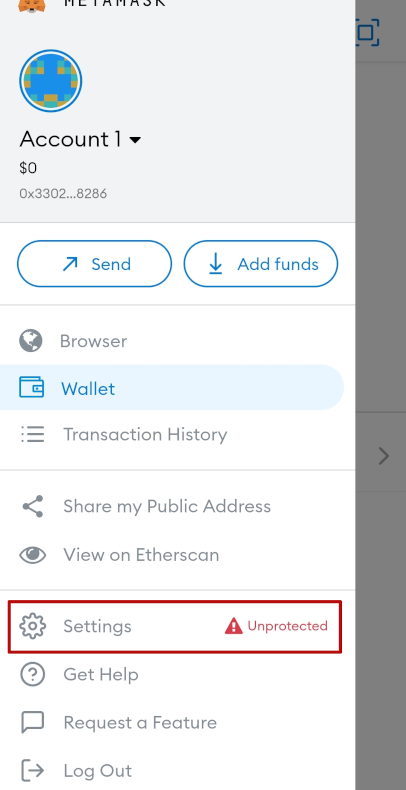 METAMASK
Account 1
$0
0x3302...8286
Send
Add funds
Browser
Wallet
Transaction History
Share my Public Address
View on Etherscan
Settings
Unprotected
Get Help
Request a Feature
Log Out